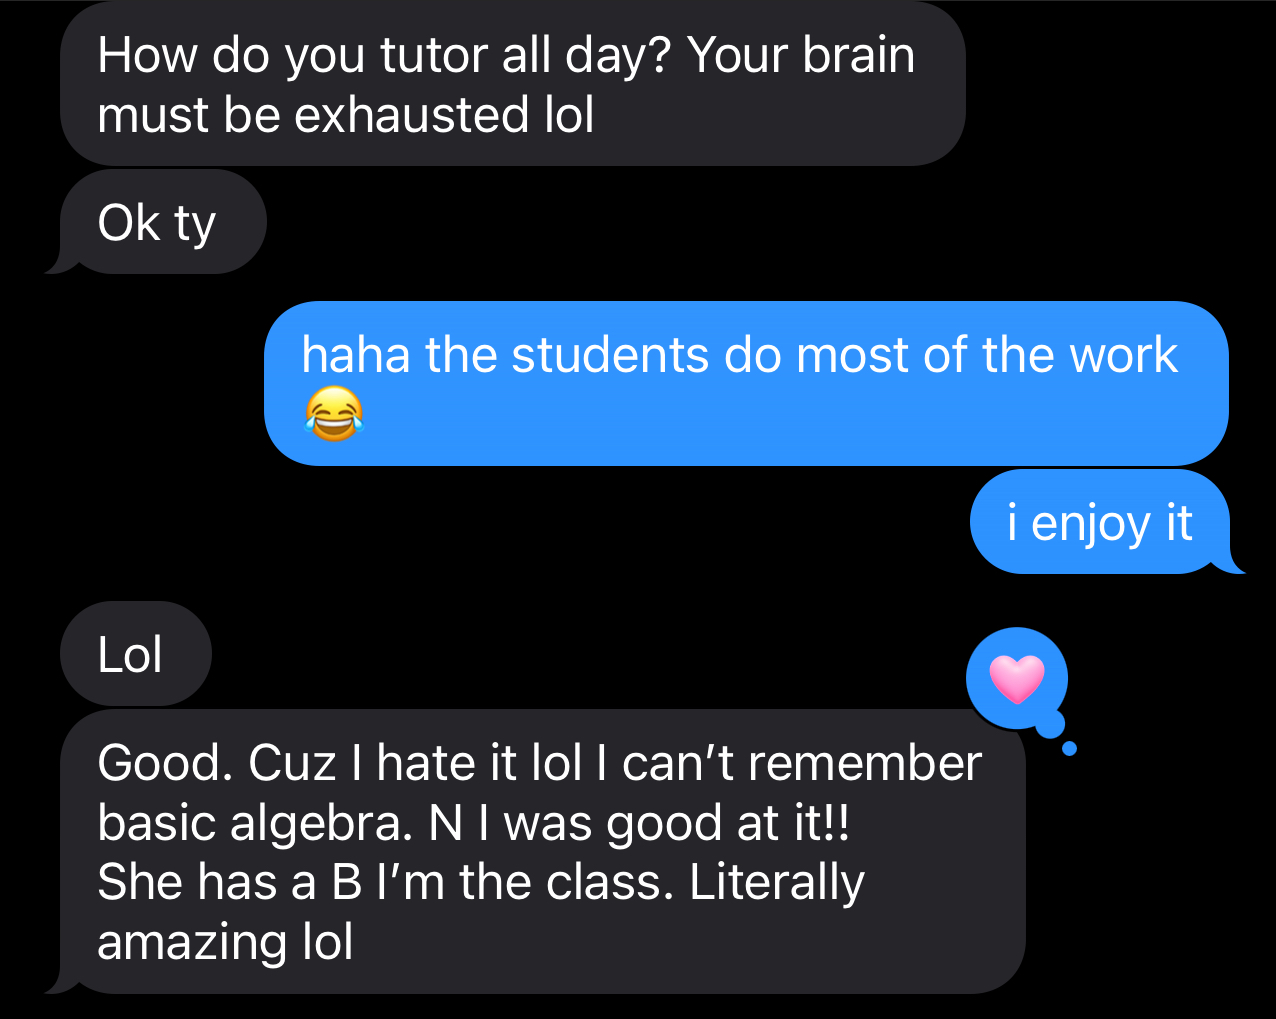 How do you tutor all day? Your brain
must be exhausted lol
Ok ty
haha the students do most of the work
😂
i enjoy it
Lol
Good. Cuz I hate it lol I can’t remember
basic algebra. N I was good at it!!
She has a B I’m the class. Literally
amazing lol